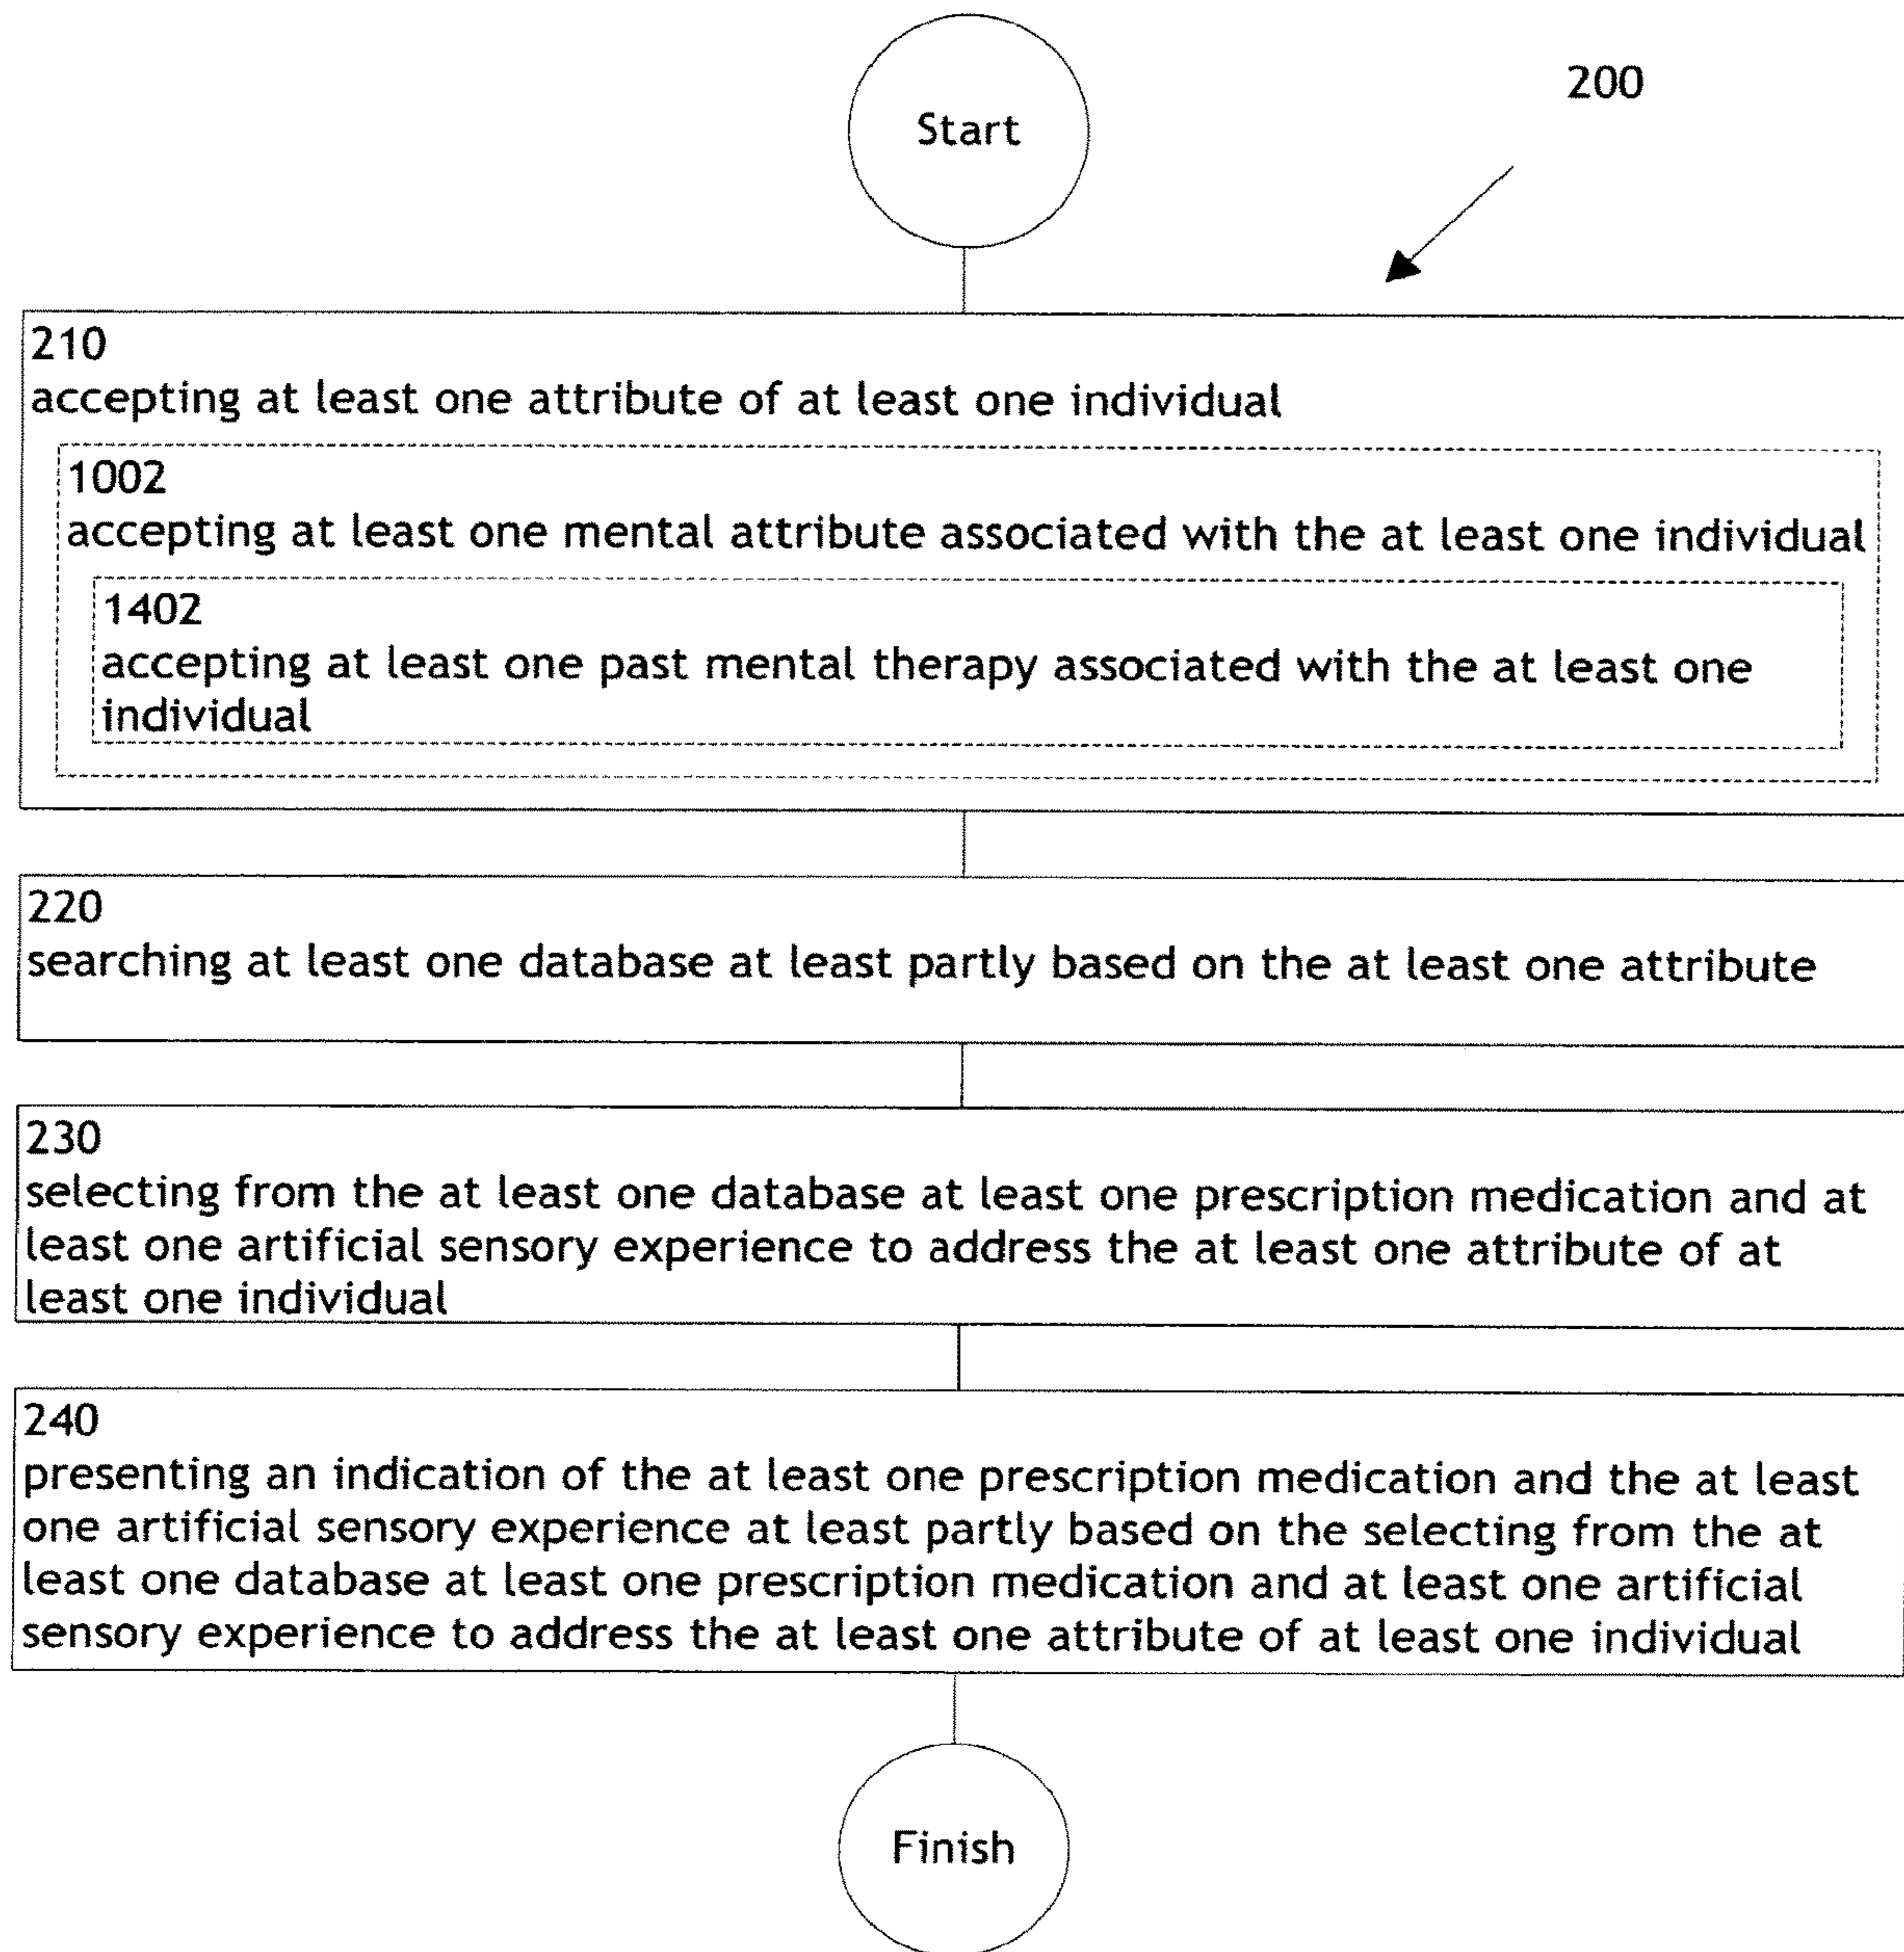 Start
200
210
accepting at least one attribute of at least one individual
1002
accepting at least one mental attribute associated with the at least one individual
1402
accepting at least one past mental therapy associated with the at least one
individual
220
searching at least one database at least partly based on the at least one attribute
230
selecting from the at least one database at least one prescription medication and at
least one artificial sensory experience to address the at least one attribute of at
least one individual
240
presenting an indication of the at least one prescription medication and the at least
one artificial sensory experience at least partly based on the selecting from the at
least one database at least one prescription medication and at least one artificial
sensory experience to address the at least one attribute of at least one individual
Finish